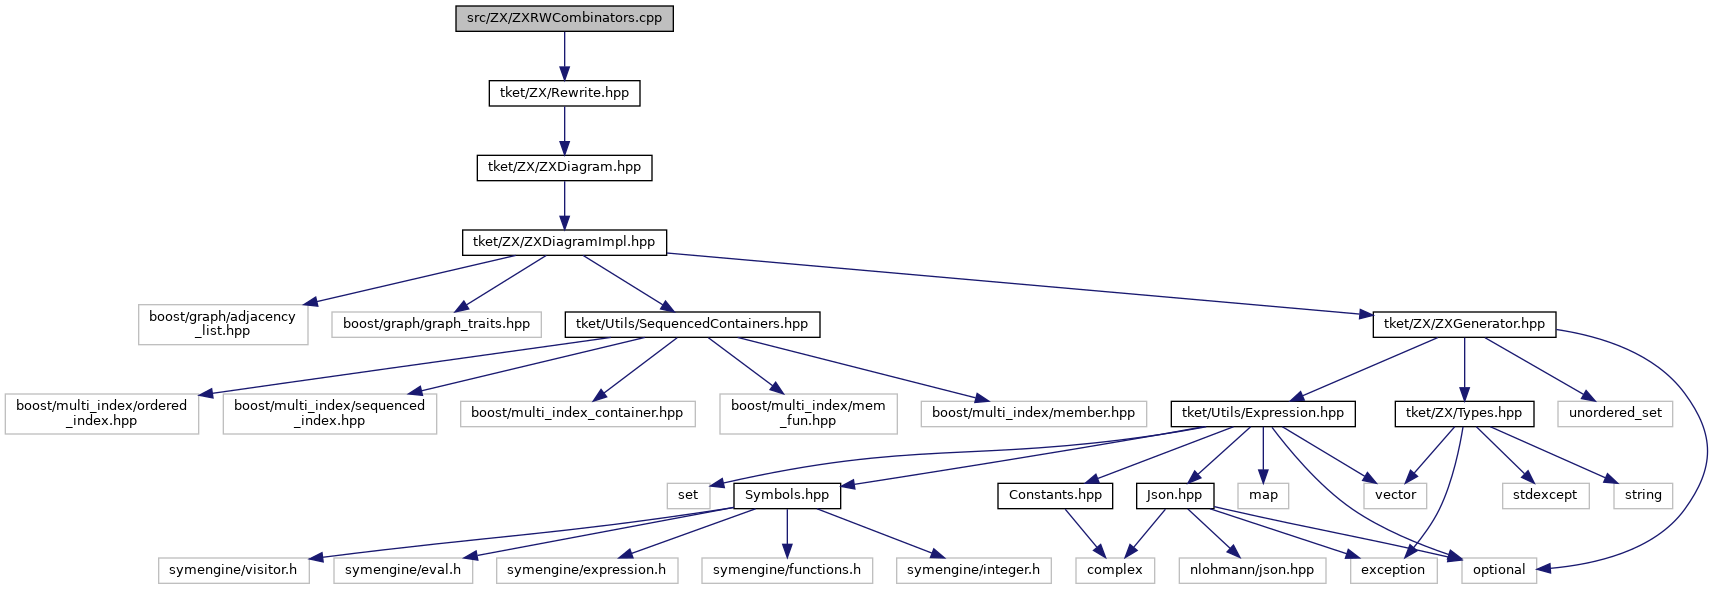 src/ZX/ZXRWCombinators.cpp
tket/ZX/Rewrite.hpp
tket/ZX/ZXDiagram.hpp
tket/ZX/ZXDiagramImpl.hpp
boost/graph/adjacency
_list.hpp
boost/graph/graph_traits.hpp
tket/Utils/SequencedContainers.hpp
tket/ZX/ZXGenerator.hpp
boost/multi_index/ordered
_index.hpp
boost/multi_index/sequenced
_index.hpp
boost/multi_index_container.hpp
boost/multi_index/mem
_fun.hpp
boost/multi_index/member.hpp
tket/Utils/Expression.hpp
tket/ZX/Types.hpp
unordered_set
set
Symbols.hpp
Constants.hpp
Json.hpp
map
vector
stdexcept
string
symengine/visitor.h
symengine/eval.h
symengine/expression.h
symengine/functions.h
symengine/integer.h
complex
nlohmann/json.hpp
exception
optional